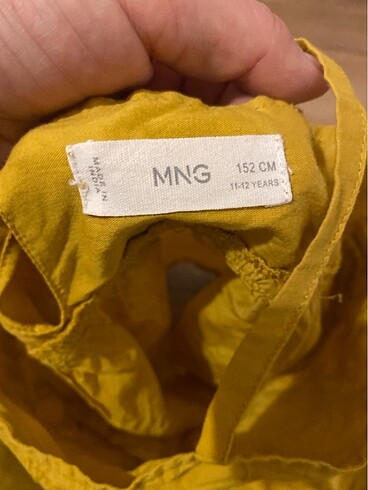 MADE IN
INDIA
MNG
152 CM
11-12 YEARS